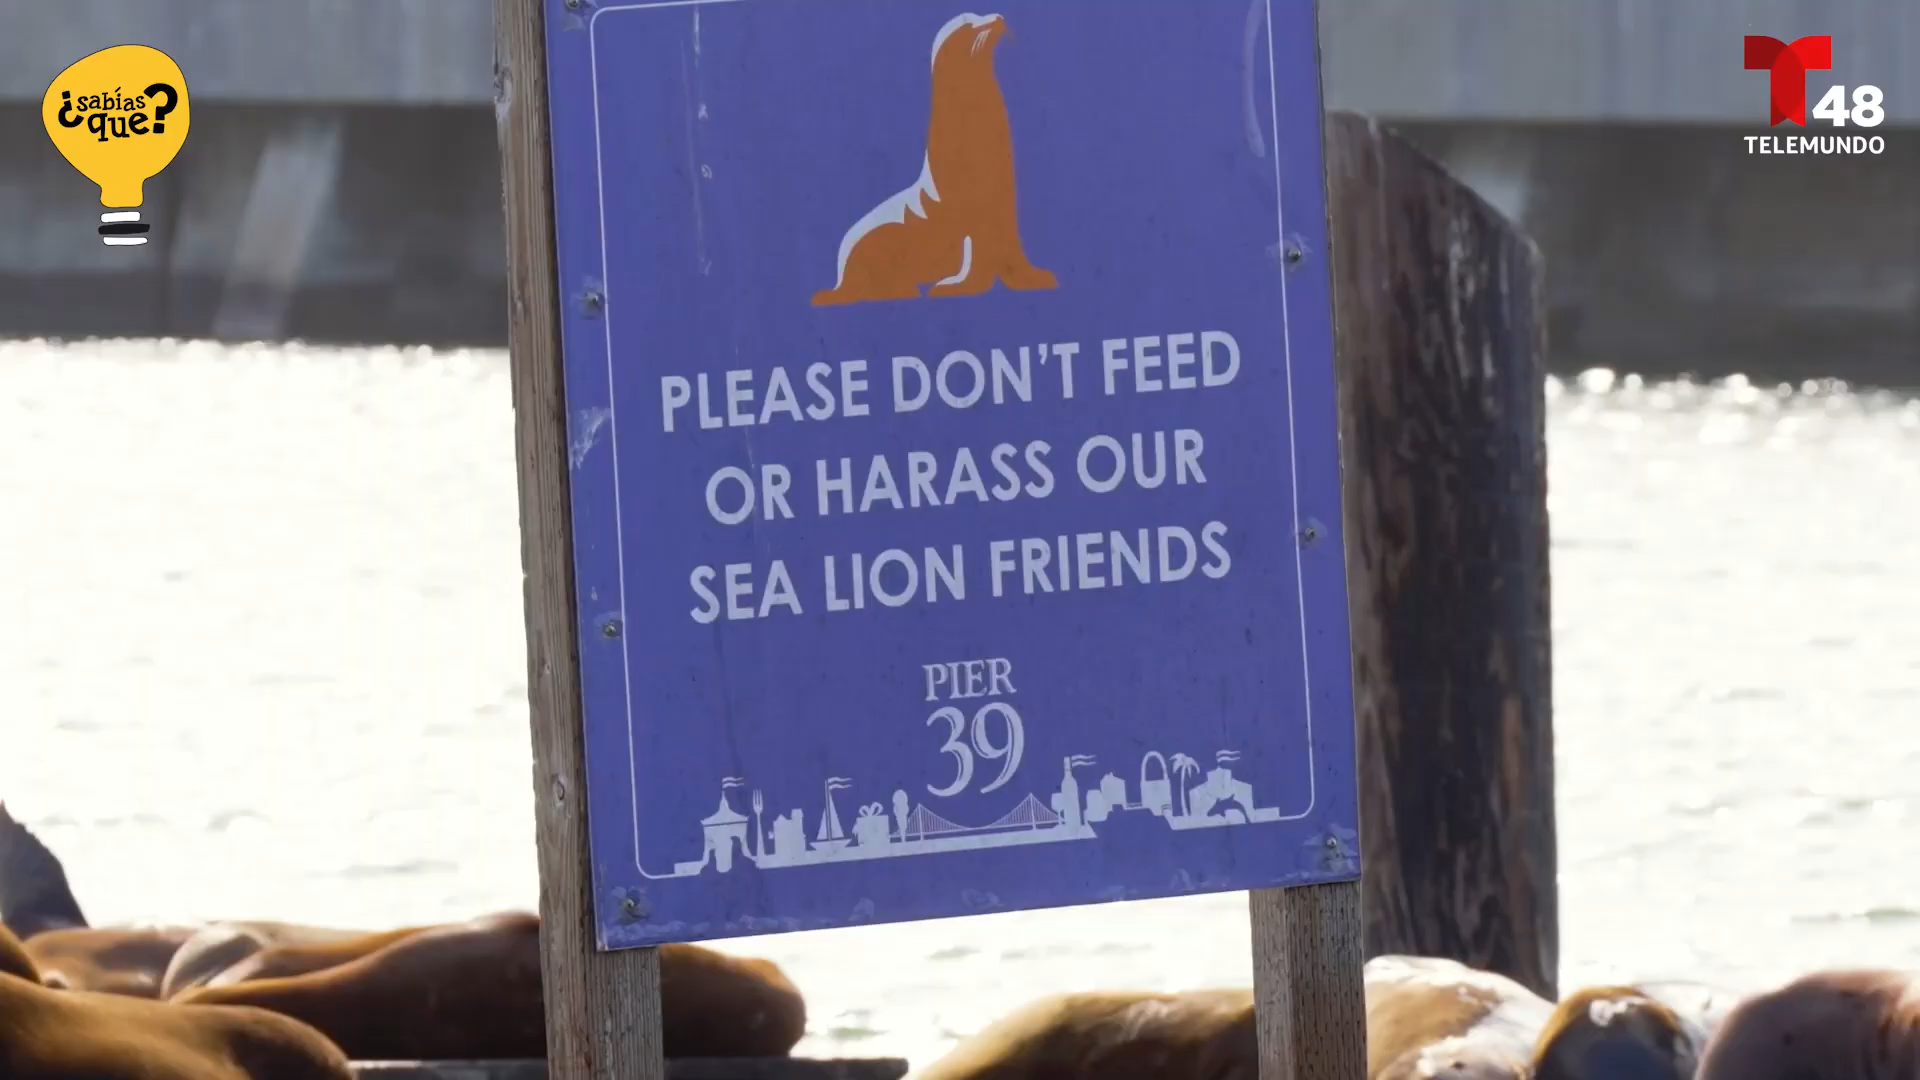 ¿sabías
que?
48
TELEMUNDO
PLEASE DON'T FEED
OR HARASS OUR
SEA LION FRIENDS
PIER
39